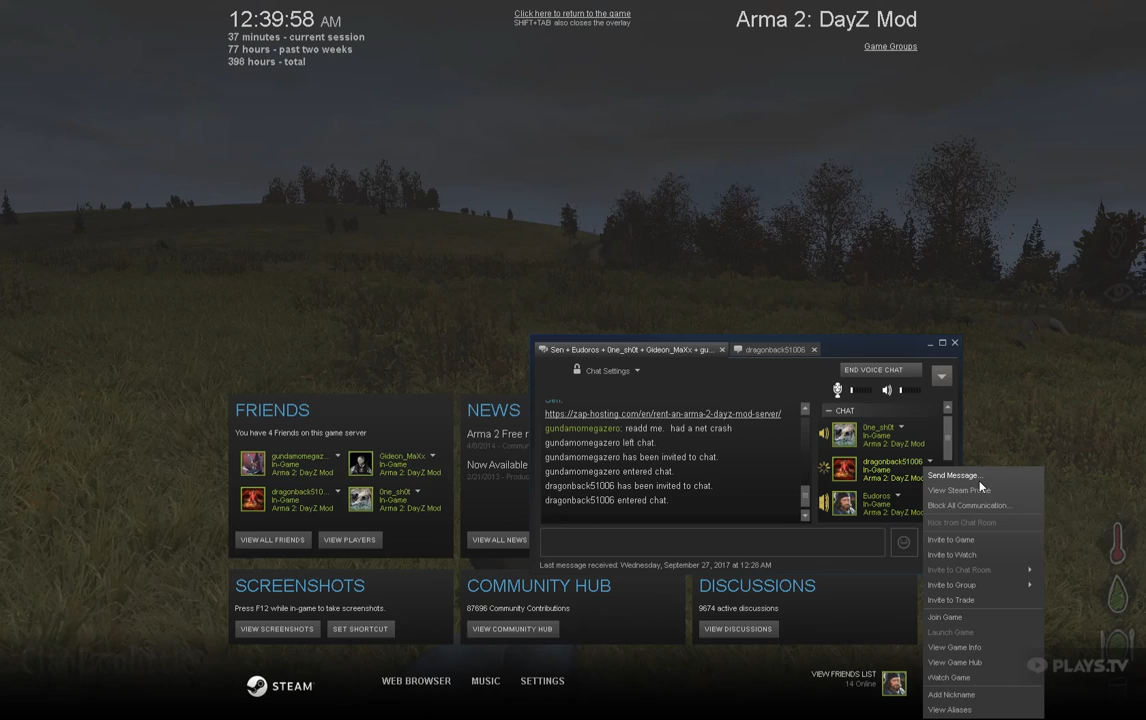 12:39:58 AM
37 minutes - current session
77 hours - past two weeks
398 hours - total
Click here to return to the game
SHIFT+TAB also closes the overlay
Arma 2: DayZ Mod
Game Groups
Sen + Eudoros + 0ne_sh0t + Gideon_MaXx + gu...
dragonback51006
Chat Settings
END VOICE CHAT
https://zap-hosting.com/en/rent-an-arma-2-dayz-mod-server/
gundamomegazero: readd me. had a net crash
gundamomegazero left chat.
gundamomegazero has been invited to chat.
gundamomegazero entered chat.
dragonback51006 has been invited to chat.
dragonback51006 entered chat.
CHAT
0ne_sh0t
In-Game
Arma 2: DayZ Mod
dragonback51006
In-Game
Arma 2: DayZ Mod
Eudoros
In-Game
Arma 2: DayZ Mod
Last message received: Wednesday, September 27, 2017 at 12:28 AM
Send Message...
View Steam Profile
Block All Communication...
Kick from Chat Room
Invite to Game
Invite to Watch
Invite to Chat Room
Invite to Group
Invite to Trade
Join Game
Launch Game
View Game Info
View Game Hub
Watch Game
Add Nickname
View Aliases
FRIENDS
You have 4 Friends on this game server
gundamomegaz...
In-Game
Arma 2: DayZ Mod
Gideon_MaXx
In-Game
Arma 2: DayZ Mod
dragonback510...
In-Game
Arma 2: DayZ Mod
0ne_sh0t
In-Game
Arma 2: DayZ Mod
VIEW ALL FRIENDS
VIEW PLAYERS
NEWS
Arma 2 Free r
Now Available
VIEW ALL NEWS
SCREENSHOTS
Press F12 while in-game to take screenshots.
VIEW SCREENSHOTS
SET SHORTCUT
COMMUNITY HUB
87696 Community Contributions
VIEW COMMUNITY HUB
DISCUSSIONS
9674 active discussions
VIEW DISCUSSIONS
STEAM
WEB BROWSER
MUSIC
SETTINGS
VIEW FRIENDS LIST
14 Online
PLAYS.TV